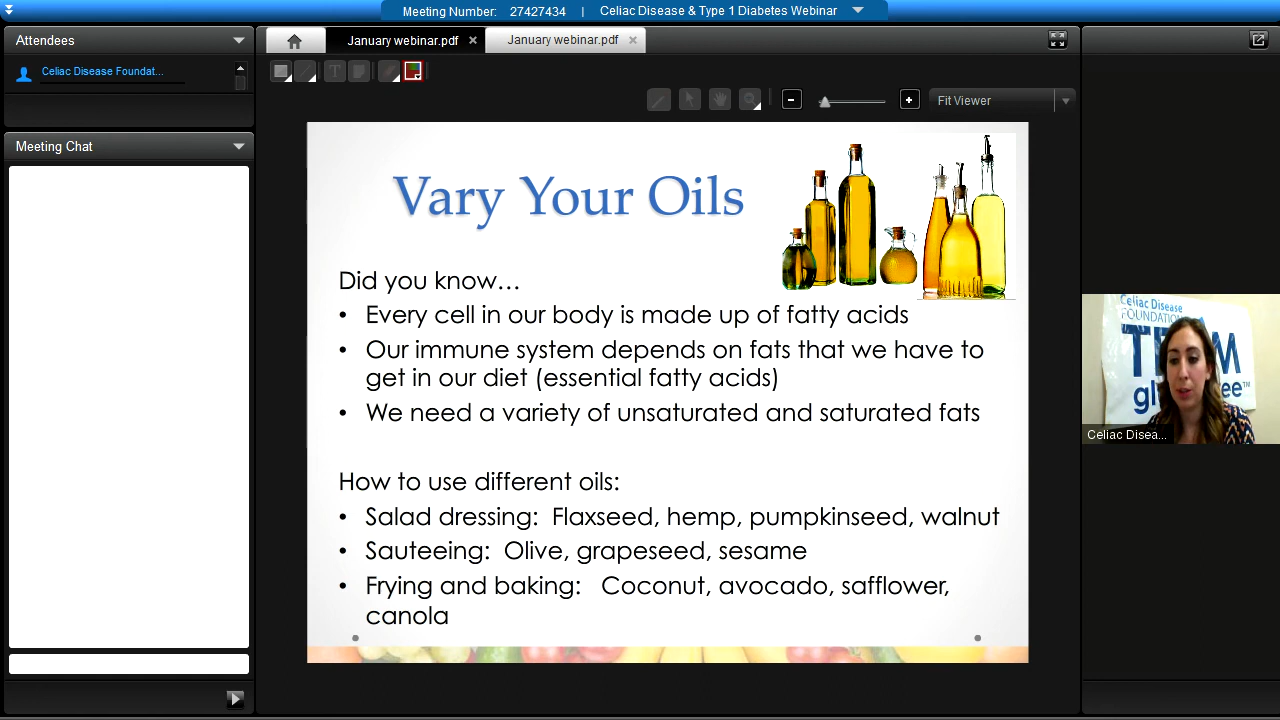 Meeting Number: 27427434 | Celiac Disease & Type 1 Diabetes Webinar
Attendees
Celiac Disease Foundat...
Meeting Chat
January webinar.pdf
January webinar.pdf
Fit Viewer
Vary Your Oils
Did you know...
• Every cell in our body is made up of fatty acids
• Our immune system depends on fats that we have to
get in our diet (essential fatty acids)
• We need a variety of unsaturated and saturated fats
How to use different oils:
• Salad dressing: Flaxseed, hemp, pumpkinseed, walnut
• Sauteeing: Olive, grapeseed, sesame
• Frying and baking: Coconut, avocado, safflower,
canola
Celiac Disease
FOUNDATION
Celiac Disea...